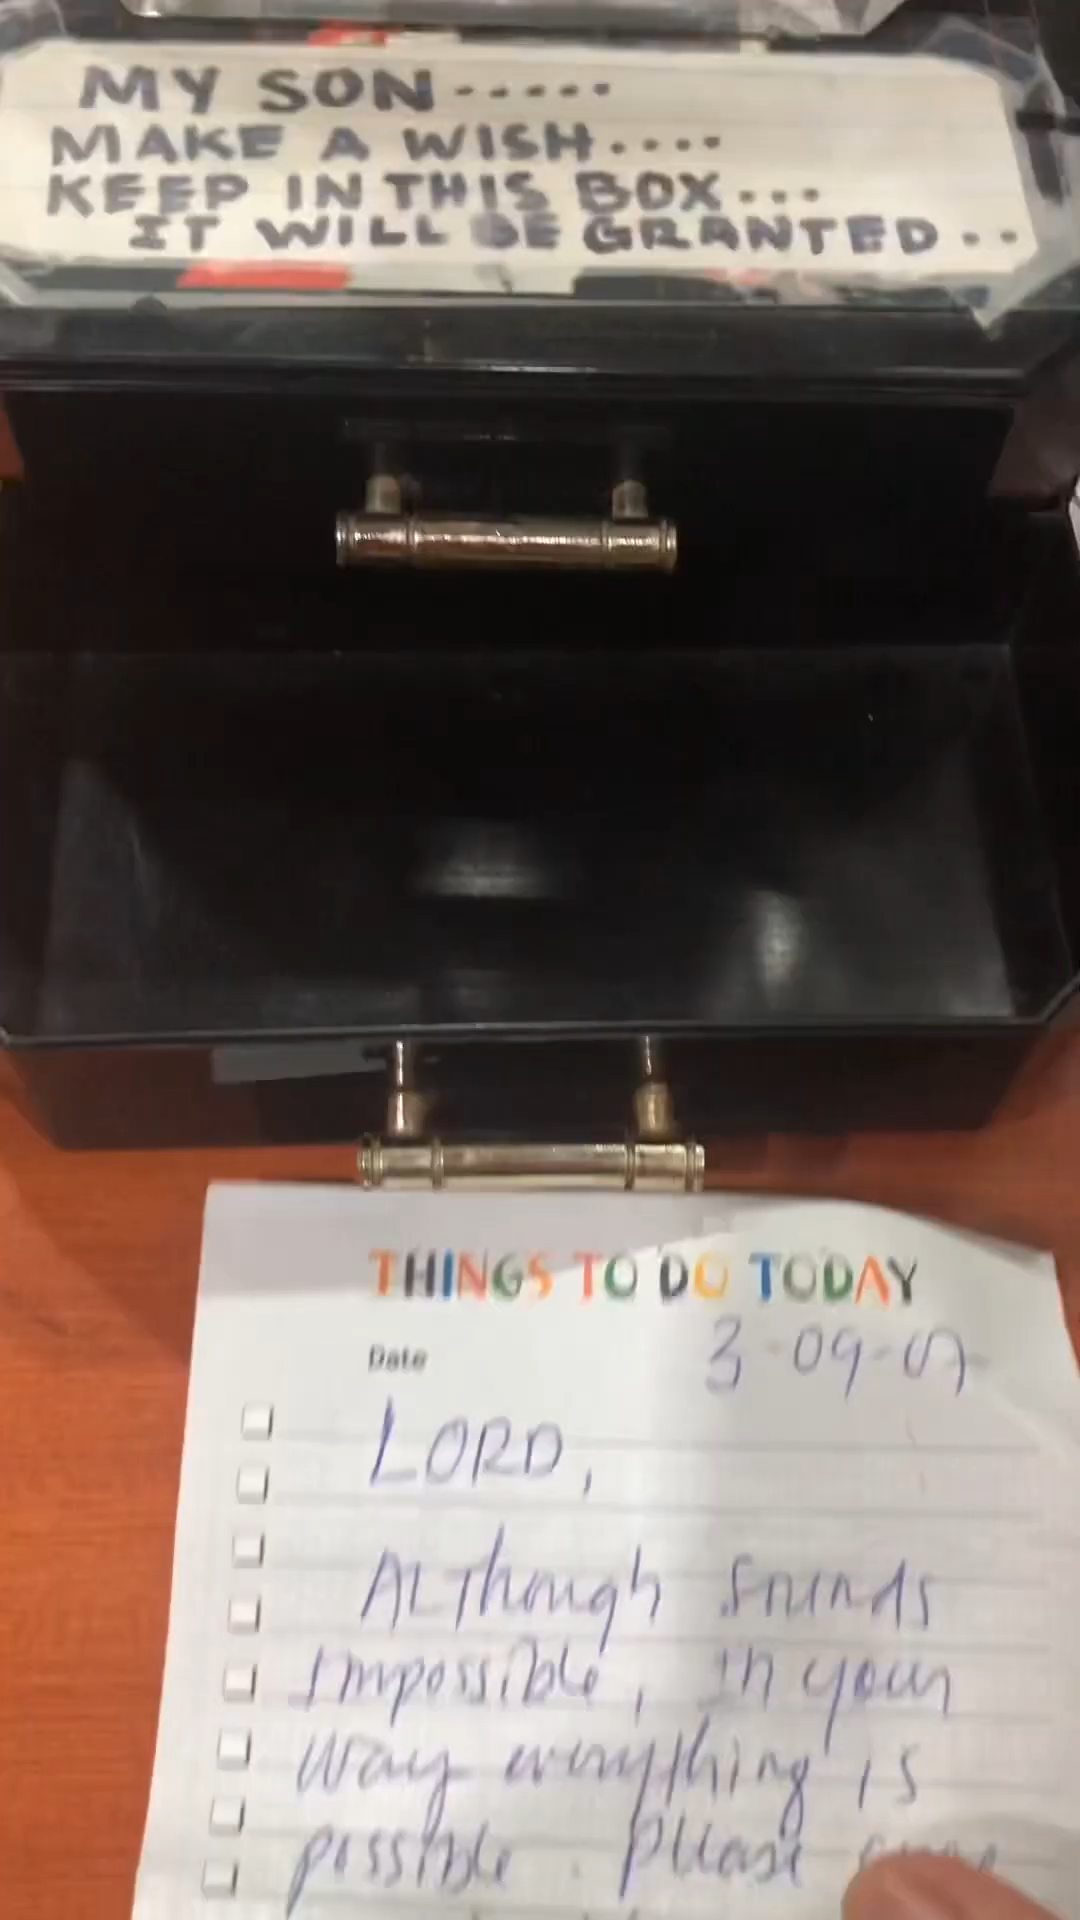 MY SON.....
MAKE A WISH....
KEEP IN THIS BOX...
IT WILL BE GRANTED..
THINGS TO DO TODAY
Date 3-09-07
LORD,
ALThough sounds
Impossible, In your
way everything is
possible. Please